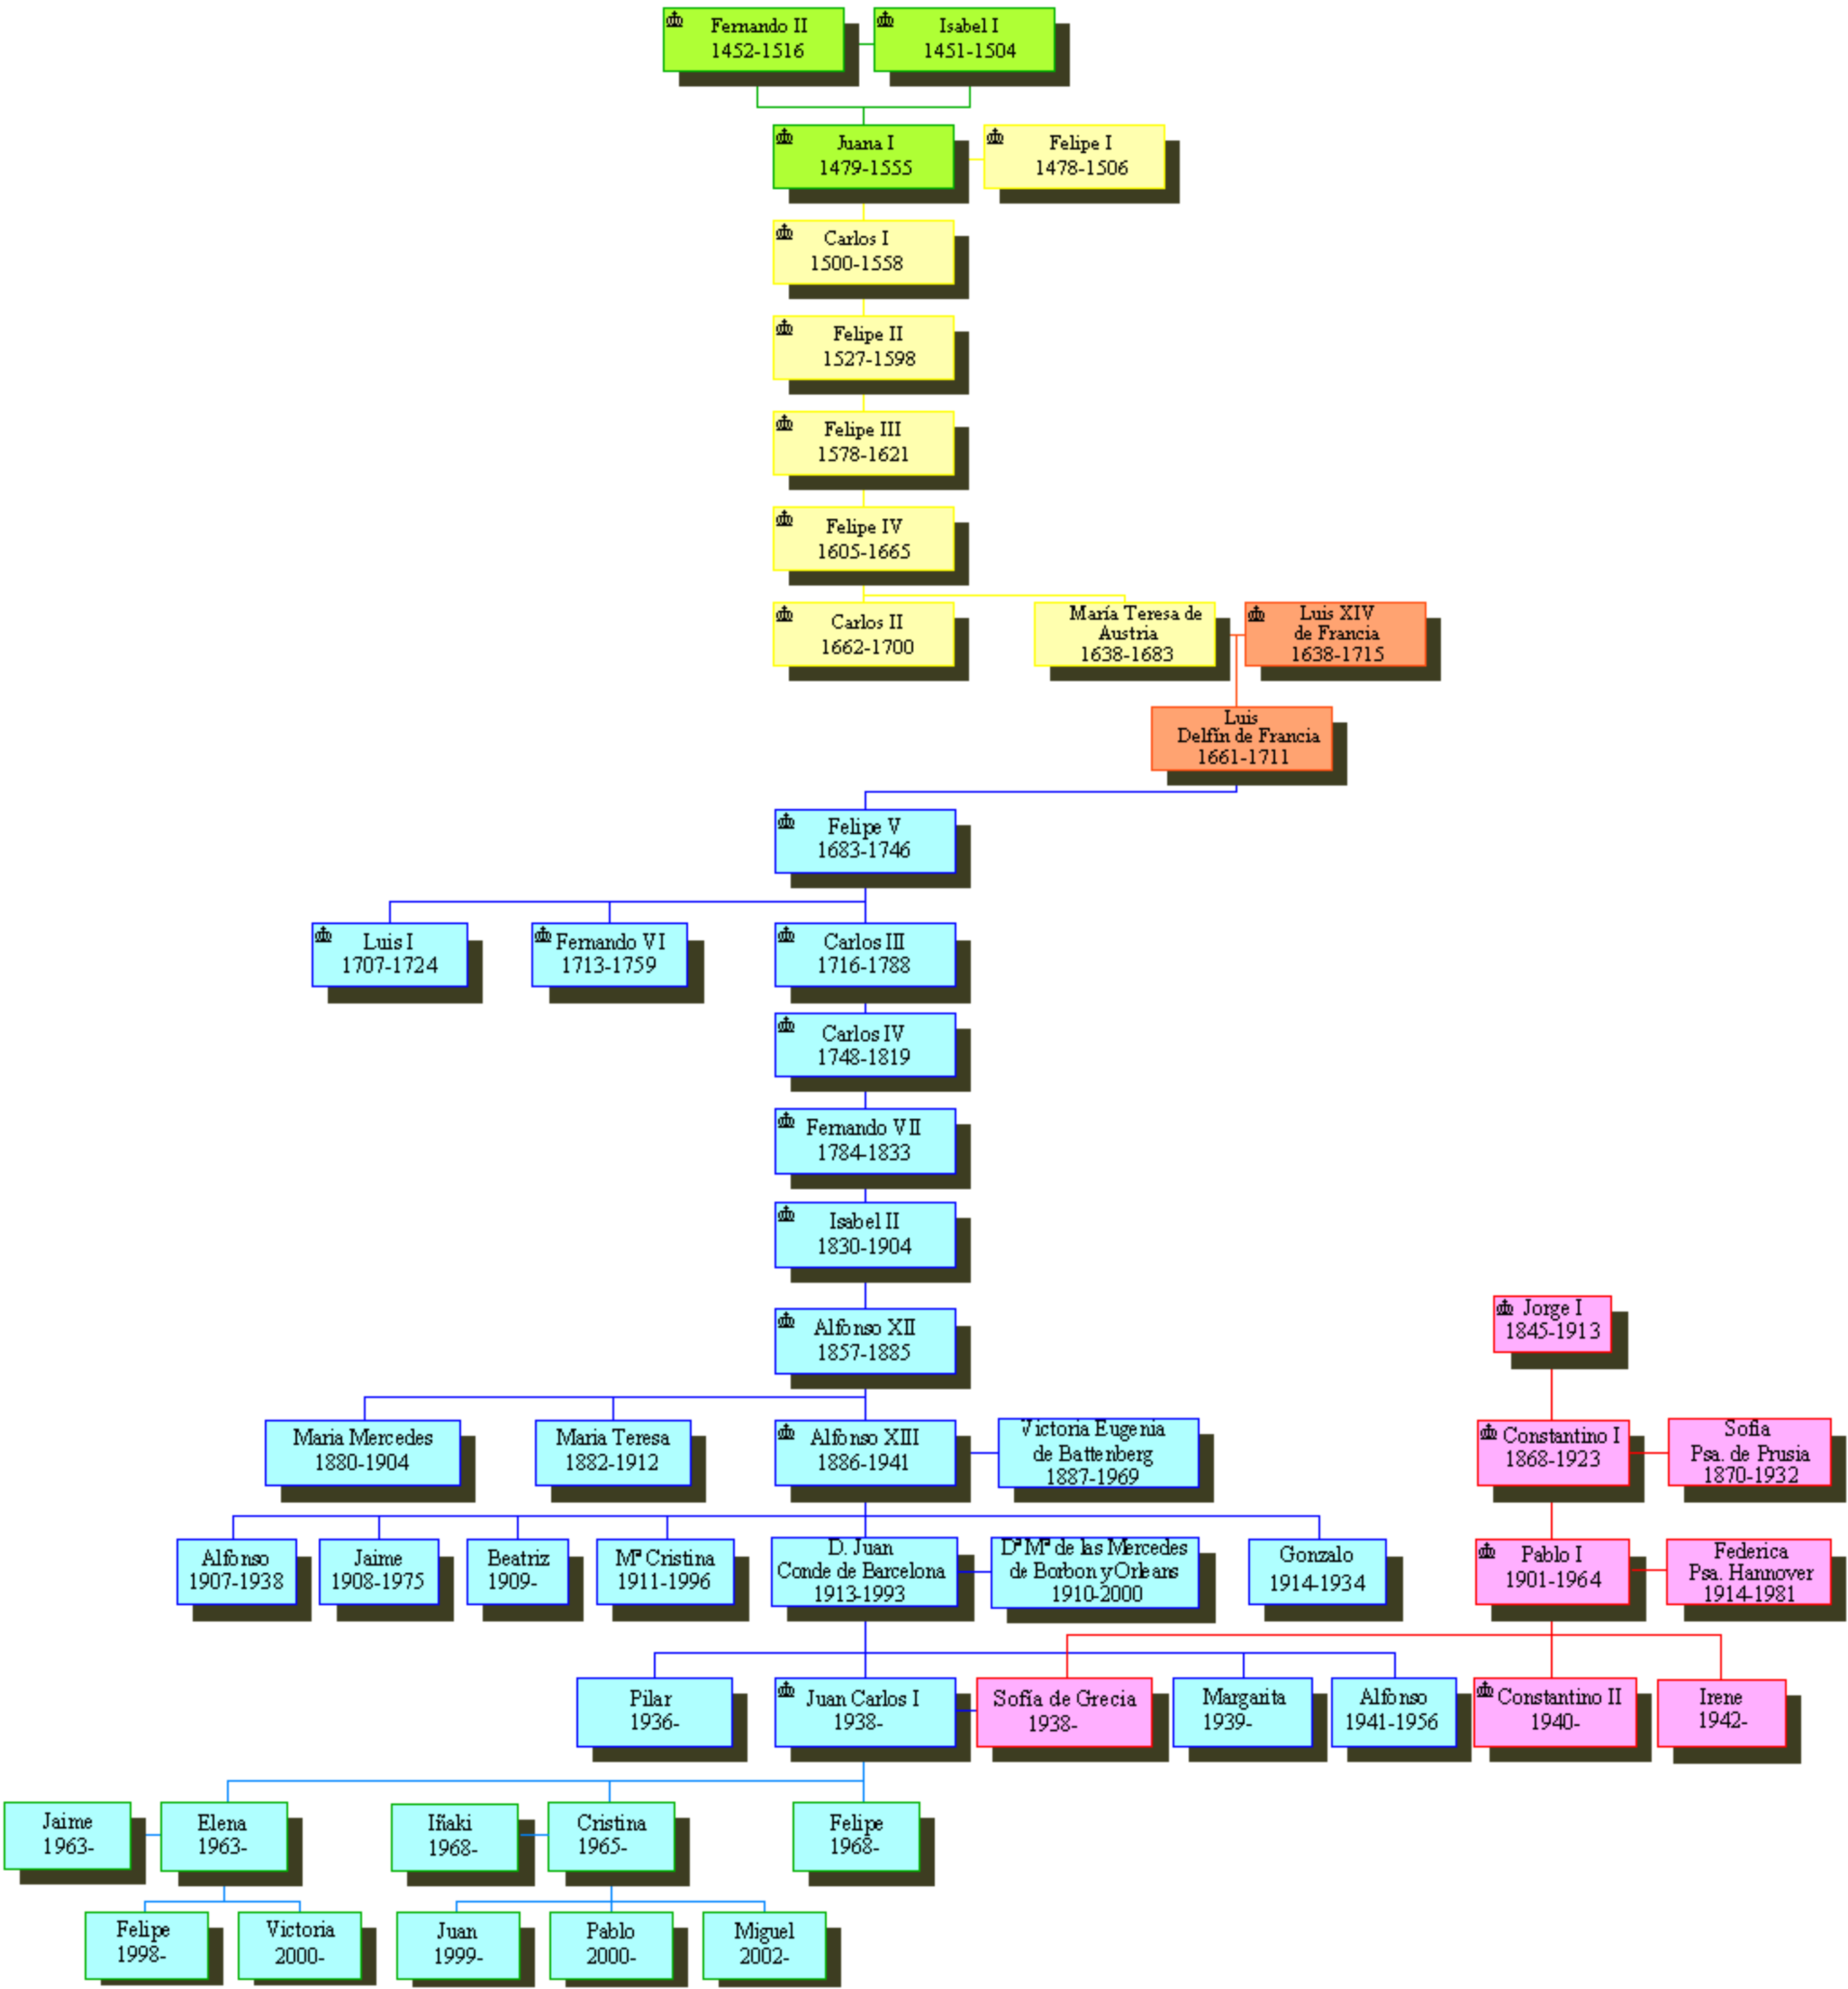 Fernando II
1452-1516
Isabel I
1451-1504
Juana I
1479-1555
Felipe I
1478-1506
Carlos I
1500-1558
Felipe II
1527-1598
Felipe III
1578-1621
Felipe IV
1605-1665
Carlos II
1662-1700
María Teresa de
Austria
1638-1683
Luis XIV
de Francia
1638-1715
Luis
Delfín de Francia
1661-1711
Felipe V
1683-1746
Luis I
1707-1724
Fernando VI
1713-1759
Carlos III
1716-1788
Carlos IV
1748-1819
Fernando VII
1784-1833
Isabel II
1830-1904
Alfonso XII
1857-1885
Jorge I
1845-1913
Maria Mercedes
1880-1904
Maria Teresa
1882-1912
Alfonso XIII
1886-1941
Victoria Eugenia
de Battenberg
1887-1969
Constantino I
1868-1923
Sofía
Psa. de Prusia
1870-1932
Alfonso
1907-1938
Jaime
1908-1975
Beatriz
1909-
Mª Cristina
1911-1996
D. Juan
Conde de Barcelona
1913-1993
Dª Mª de las Mercedes
de Borbon y Orleans
1910-2000
Gonzalo
1914-1934
Pablo I
1901-1964
Federica
Psa. Hannover
1914-1981
Pilar
1936-
Juan Carlos I
1938-
Sofía de Grecia
1938-
Margarita
1939-
Alfonso
1941-1956
Constantino II
1940-
Irene
1942-
Jaime
1963-
Elena
1963-
Iñaki
1968-
Cristina
1965-
Felipe
1968-
Felipe
1998-
Victoria
2000-
Juan
1999-
Pablo
2000-
Miguel
2002-